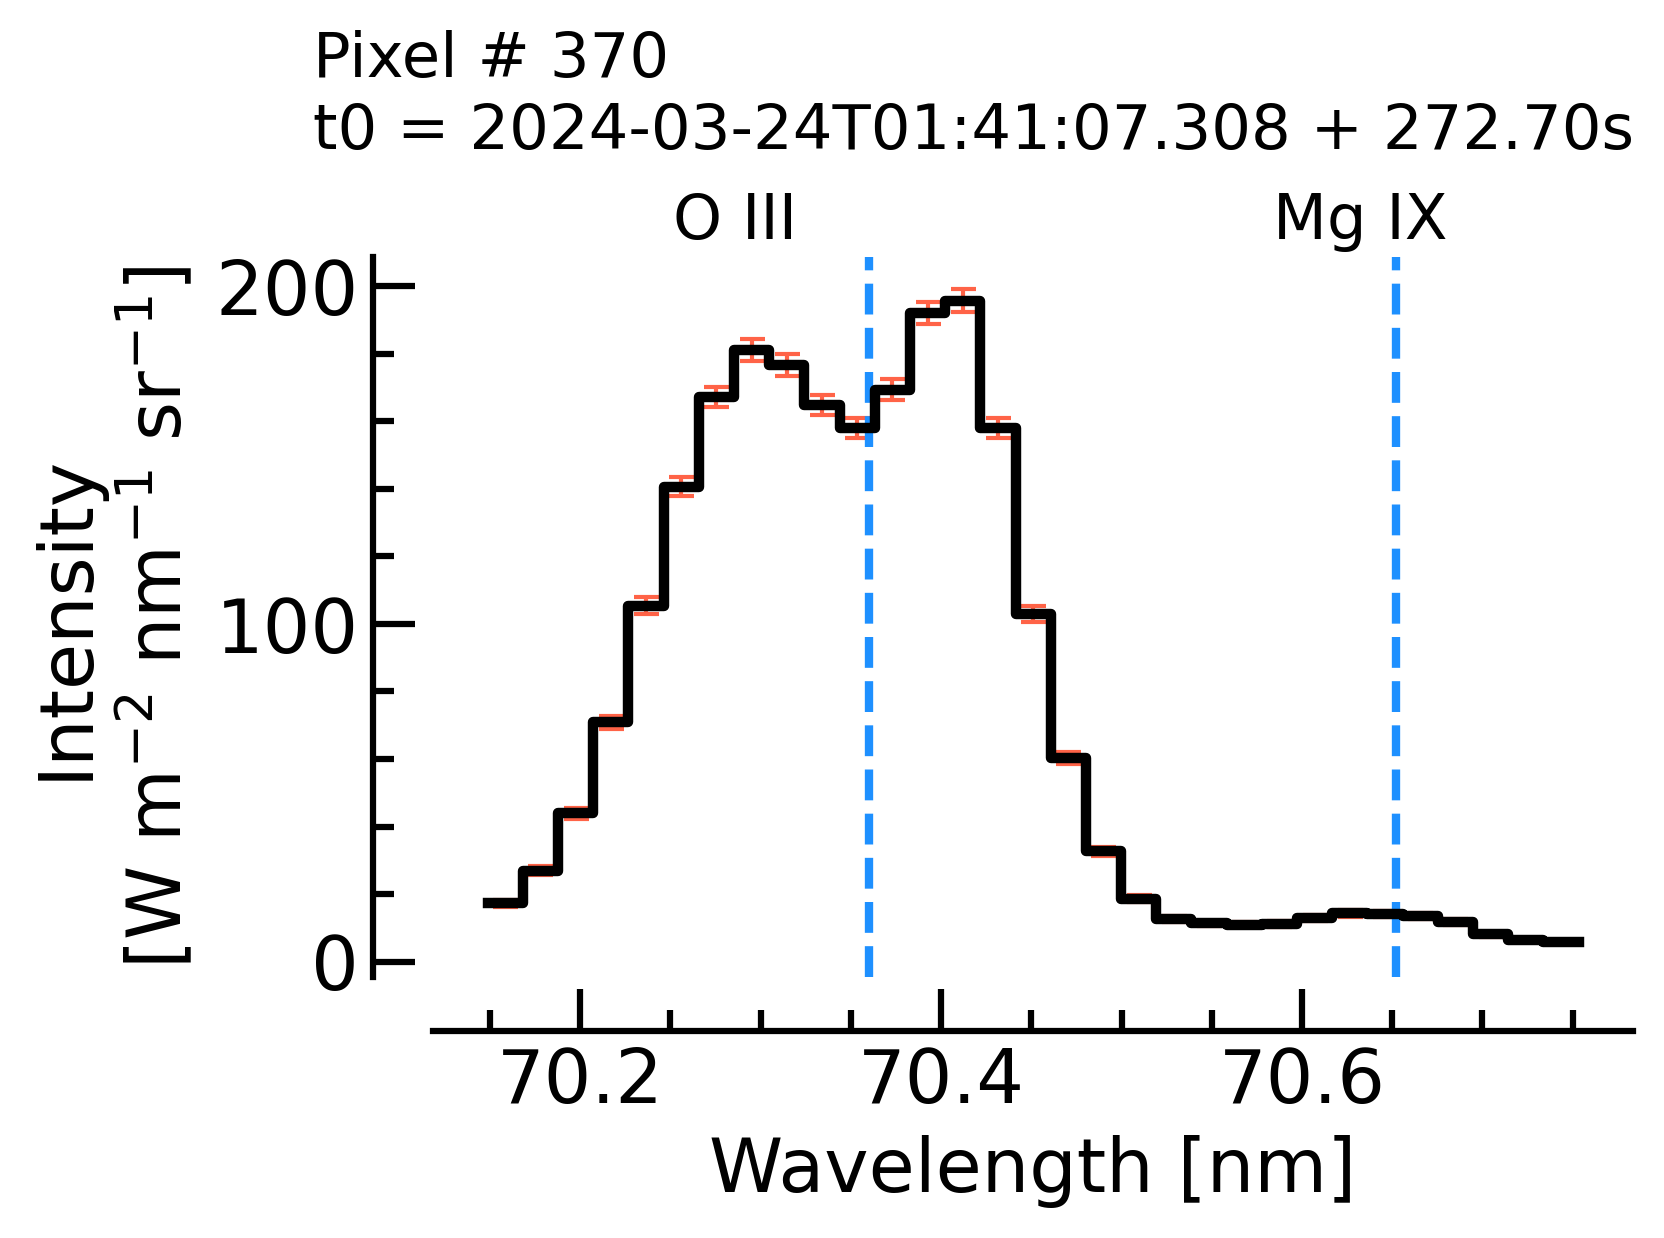 Pixel # 370
t0 = 2024-03-24T01:41:07.308 + 272.70s
O III Mg IX
200
100
0
Intensity
[W m⁻² nm⁻¹ sr⁻¹]
70.2 70.4 70.6
Wavelength [nm]